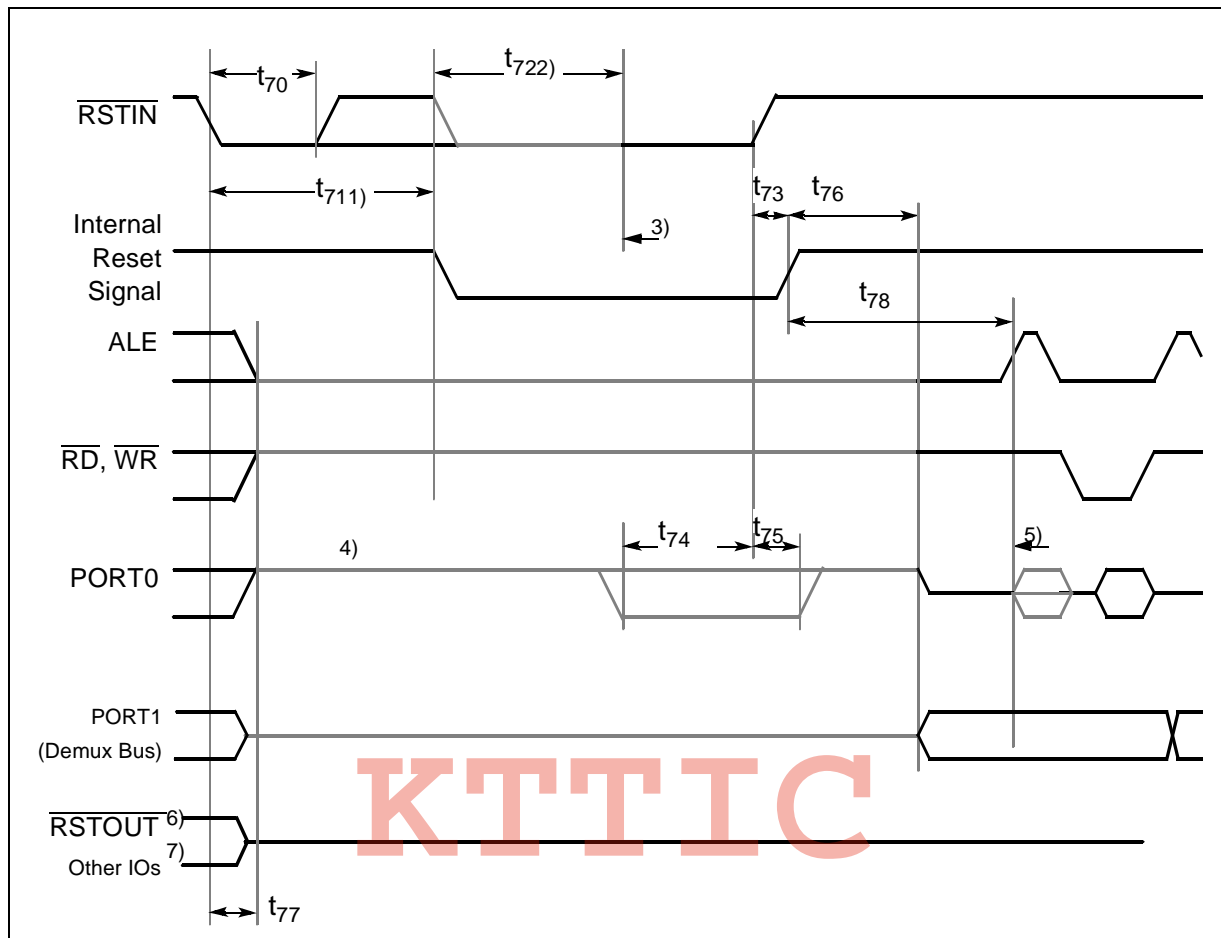 t70
t722)
RSTIN
t711)
t73
t76
Internal
Reset
Signal
3)
t78
ALE
RD, WR
t74
t75
4)
5)
PORT0
PORT1
(Demux Bus)
KTTIC
RSTOUT 6)
7)
Other IOs
t77